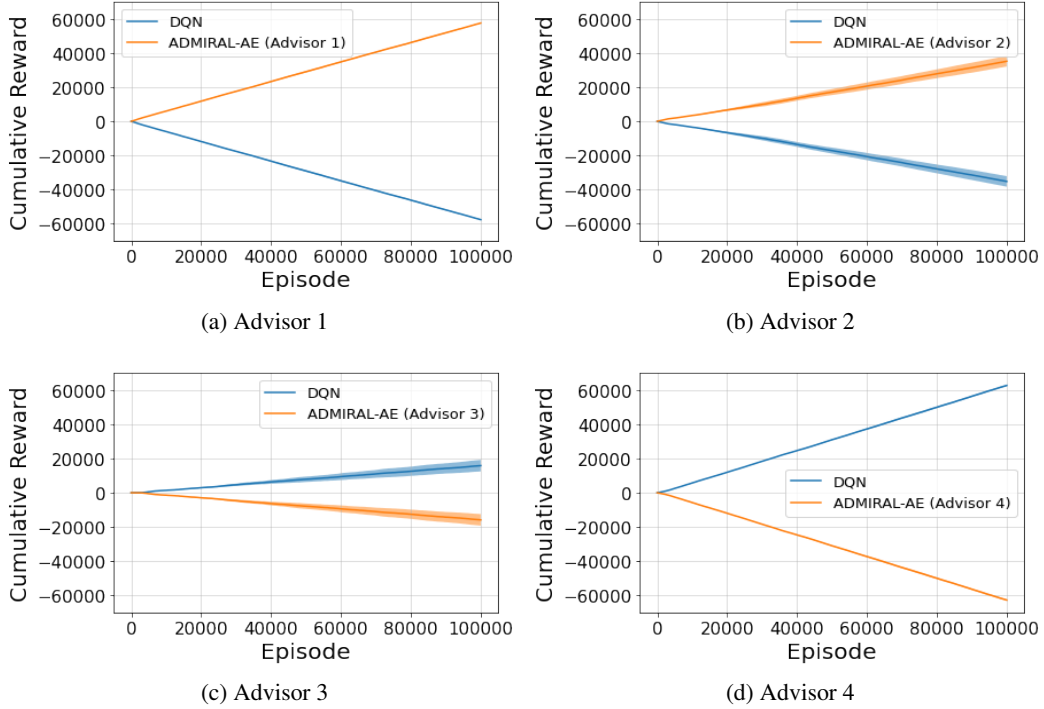 DQN
ADMIRAL-AE (Advisor 1)
Cumulative Reward
60000
40000
20000
0
−20000
−40000
−60000
0 20000 40000 60000 80000 100000
Episode
(a) Advisor 1
DQN
ADMIRAL-AE (Advisor 2)
Cumulative Reward
60000
40000
20000
0
−20000
−40000
−60000
0 20000 40000 60000 80000 100000
Episode
(b) Advisor 2
DQN
ADMIRAL-AE (Advisor 3)
Cumulative Reward
60000
40000
20000
0
−20000
−40000
−60000
0 20000 40000 60000 80000 100000
Episode
(c) Advisor 3
DQN
ADMIRAL-AE (Advisor 4)
Cumulative Reward
60000
40000
20000
0
−20000
−40000
−60000
0 20000 40000 60000 80000 100000
Episode
(d) Advisor 4